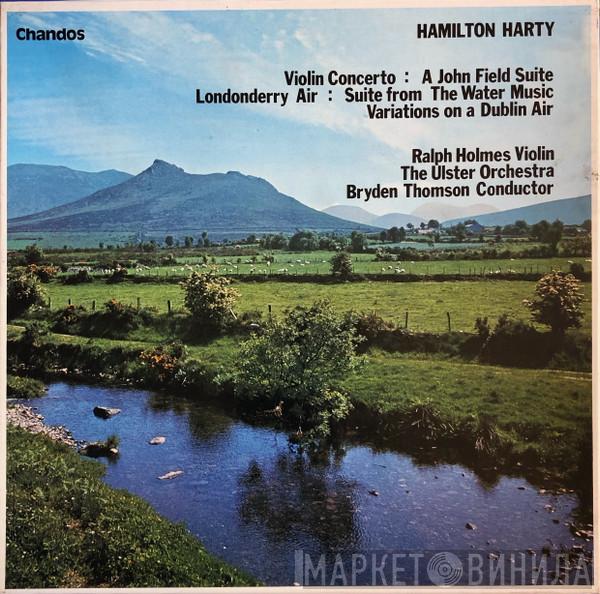 Chandos
HAMILTON HARTY
Violin Concerto : A John Field Suite
Londonderry Air : Suite from The Water Music
Variations on a Dublin Air
Ralph Holmes Violin
The Ulster Orchestra
Bryden Thomson Conductor
МАРКЕТ ВИНИЛА